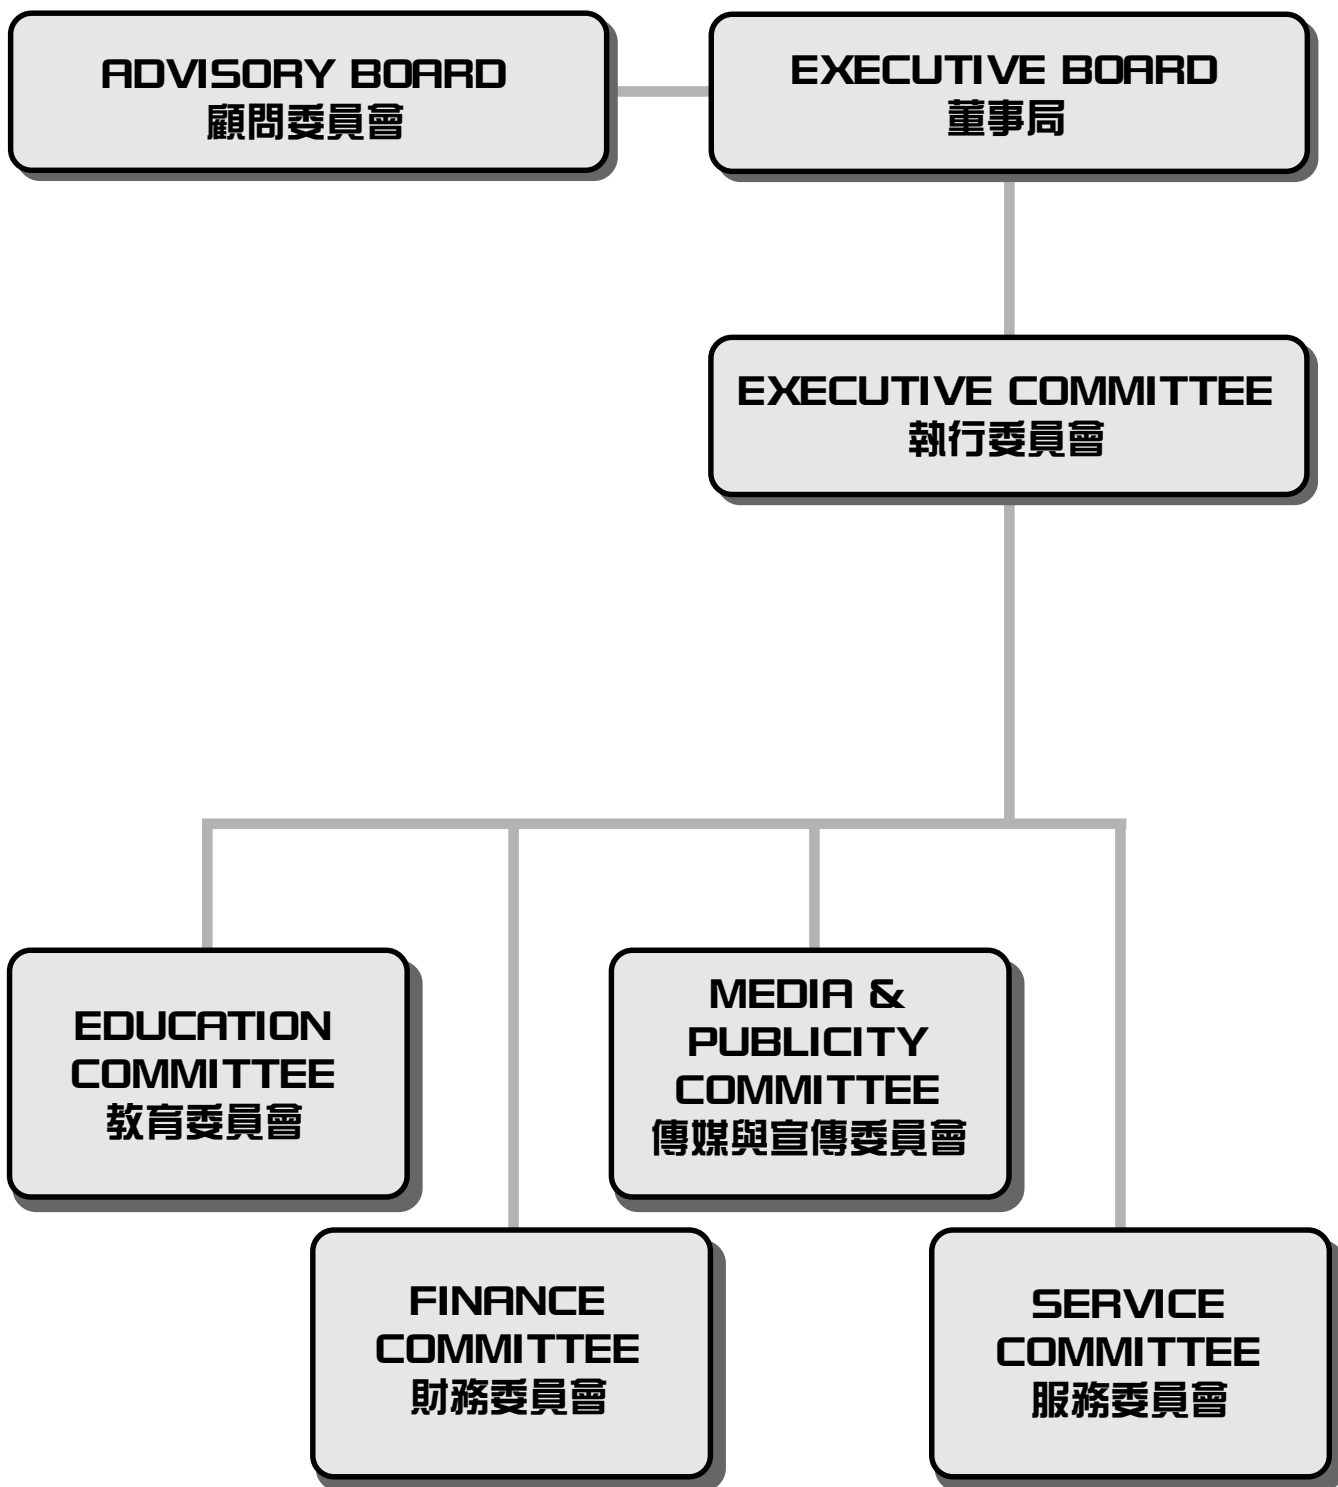 ADVISORY BOARD
顧問委員會
EXECUTIVE BOARD
董事局
EXECUTIVE COMMITTEE
執行委員會
EDUCATION
COMMITTEE
教育委員會
MEDIA &
PUBLICITY
COMMITTEE
傳媒與宣傳委員會
FINANCE
COMMITTEE
財務委員會
SERVICE
COMMITTEE
服務委員會